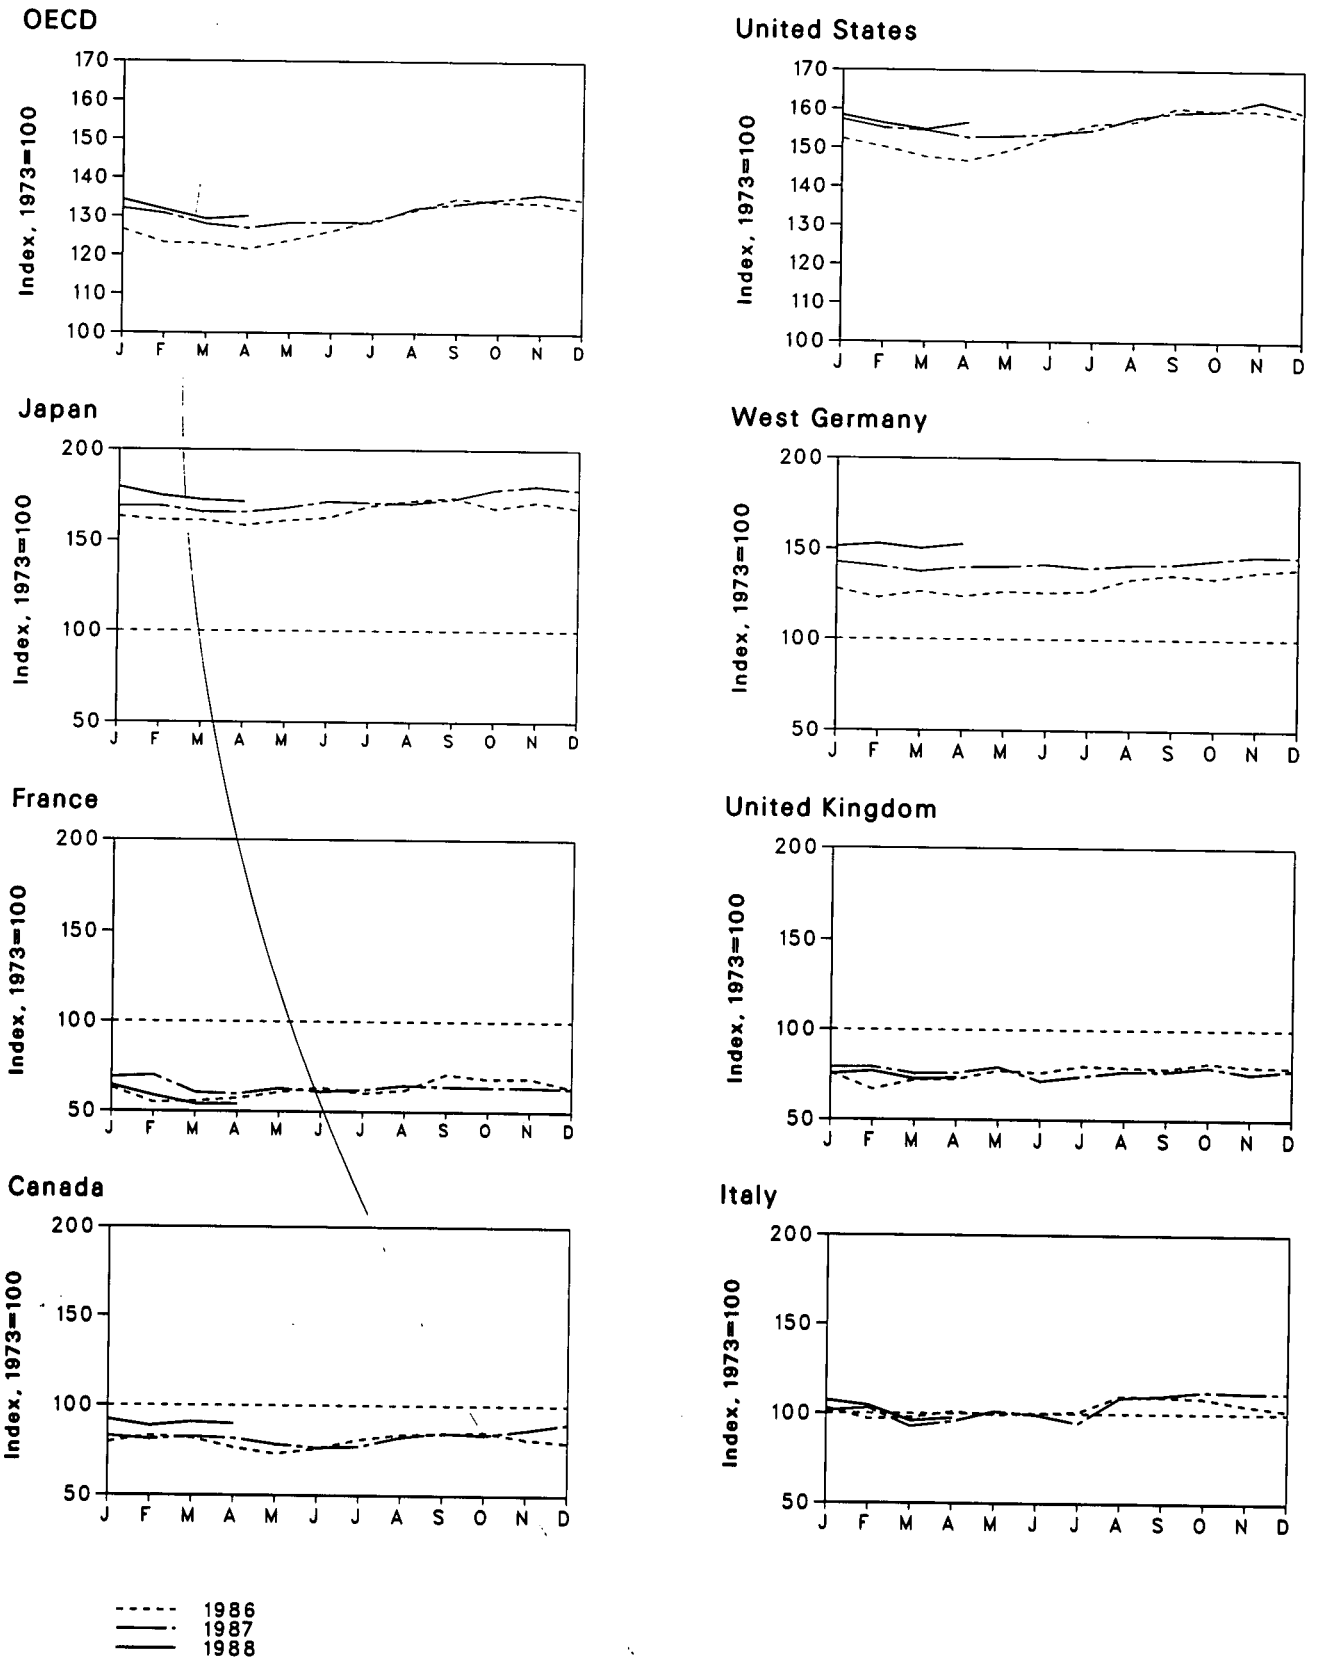 OECD
170
160
150
140
130
120
110
100
Index, 1973=100
J F M A M J J A S O N D
United States
170
160
150
140
130
120
110
100
Index, 1973=100
J F M A M J J A S O N D
Japan
200
150
100
50
Index, 1973=100
J F M A M J J A S O N D
West Germany
200
150
100
50
Index, 1973=100
J F M A M J J A S O N D
France
200
150
100
50
Index, 1973=100
J F M A M J J A S O N D
United Kingdom
200
150
100
50
Index, 1973=100
J F M A M J J A S O N D
Canada
200
150
100
50
Index, 1973=100
J F M A M J J A S O N D
Italy
200
150
100
50
Index, 1973=100
J F M A M J J A S O N D
1986
1987
1988